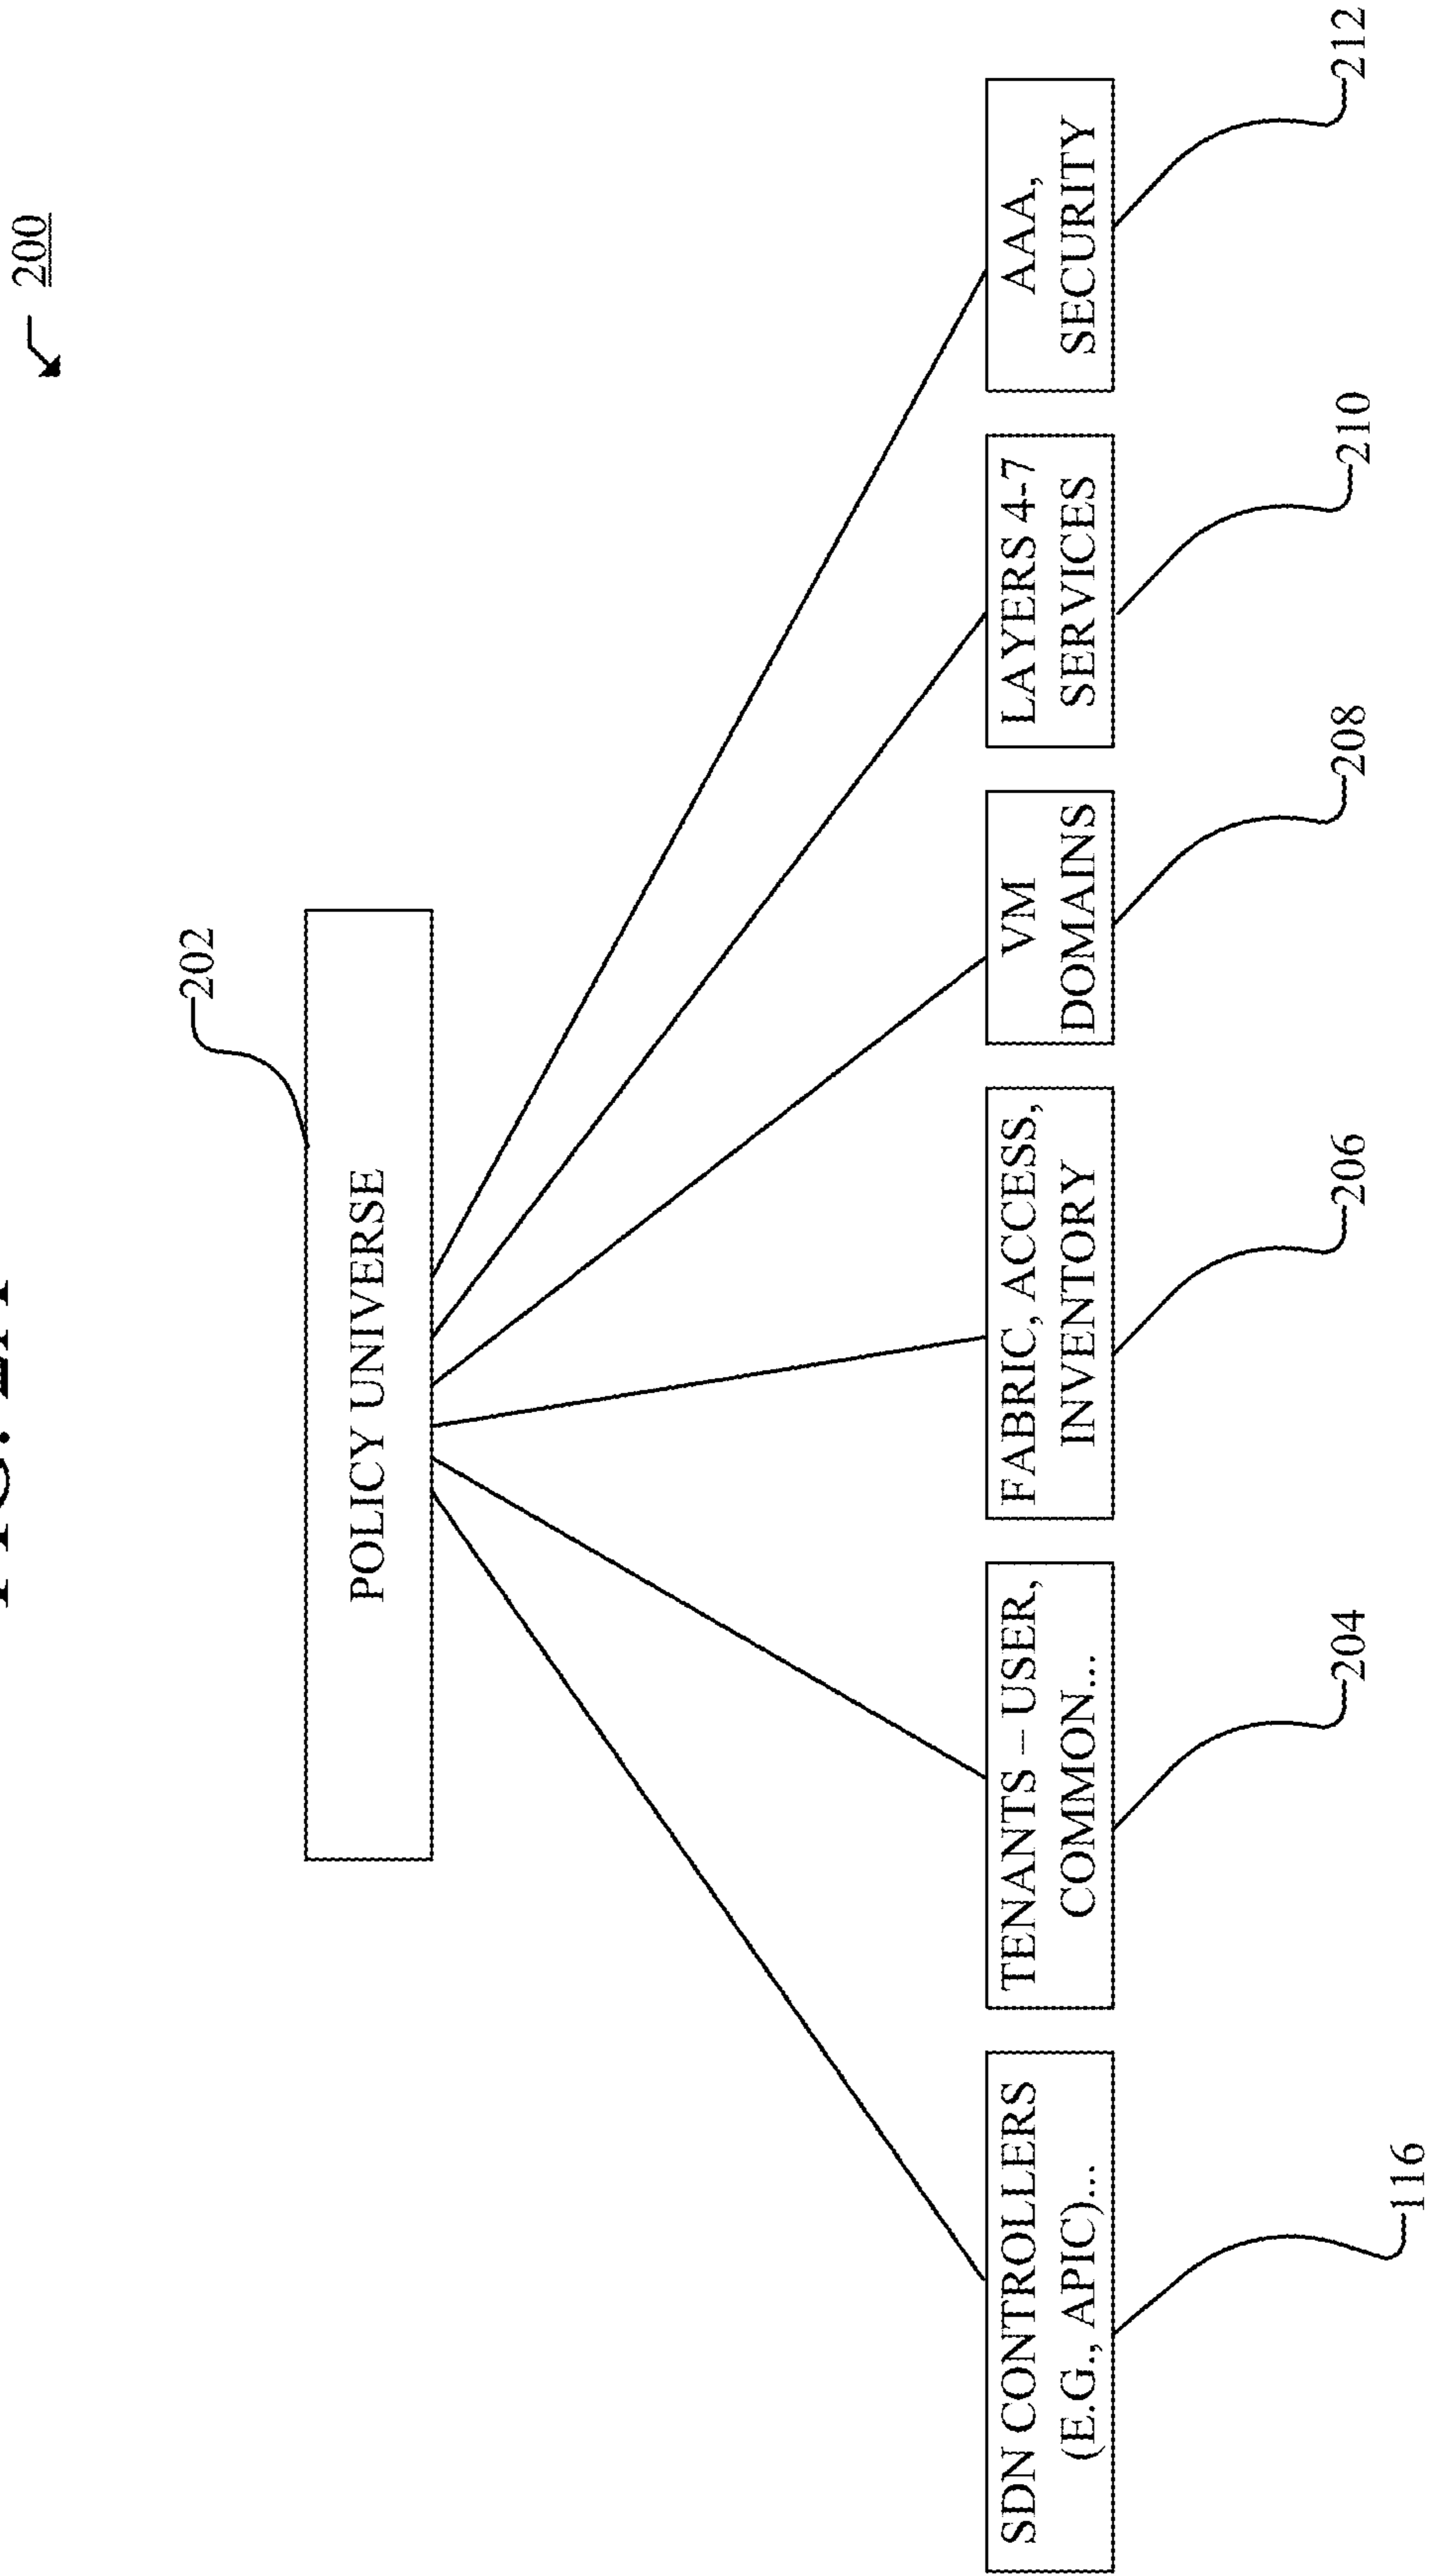 200
202
POLICY UNIVERSE
SDN CONTROLLERS
(E.G., APIC)...
TENANTS – USER,
COMMON...
FABRIC, ACCESS,
INVENTORY
VM
DOMAINS
LAYERS 4-7
SERVICES
AAA,
SECURITY
116
204
206
208
210
212